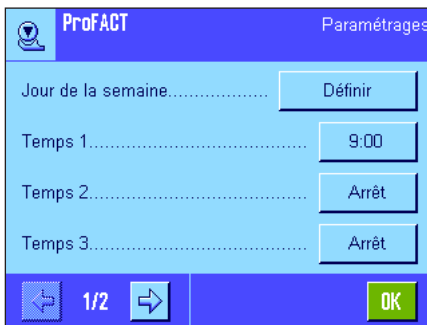 ProFACT Paramétrages
Jour de la semaine.................. Définir
Temps 1........................................ 9:00
Temps 2........................................ Arrêt
Temps 3........................................ Arrêt
1/2 OK